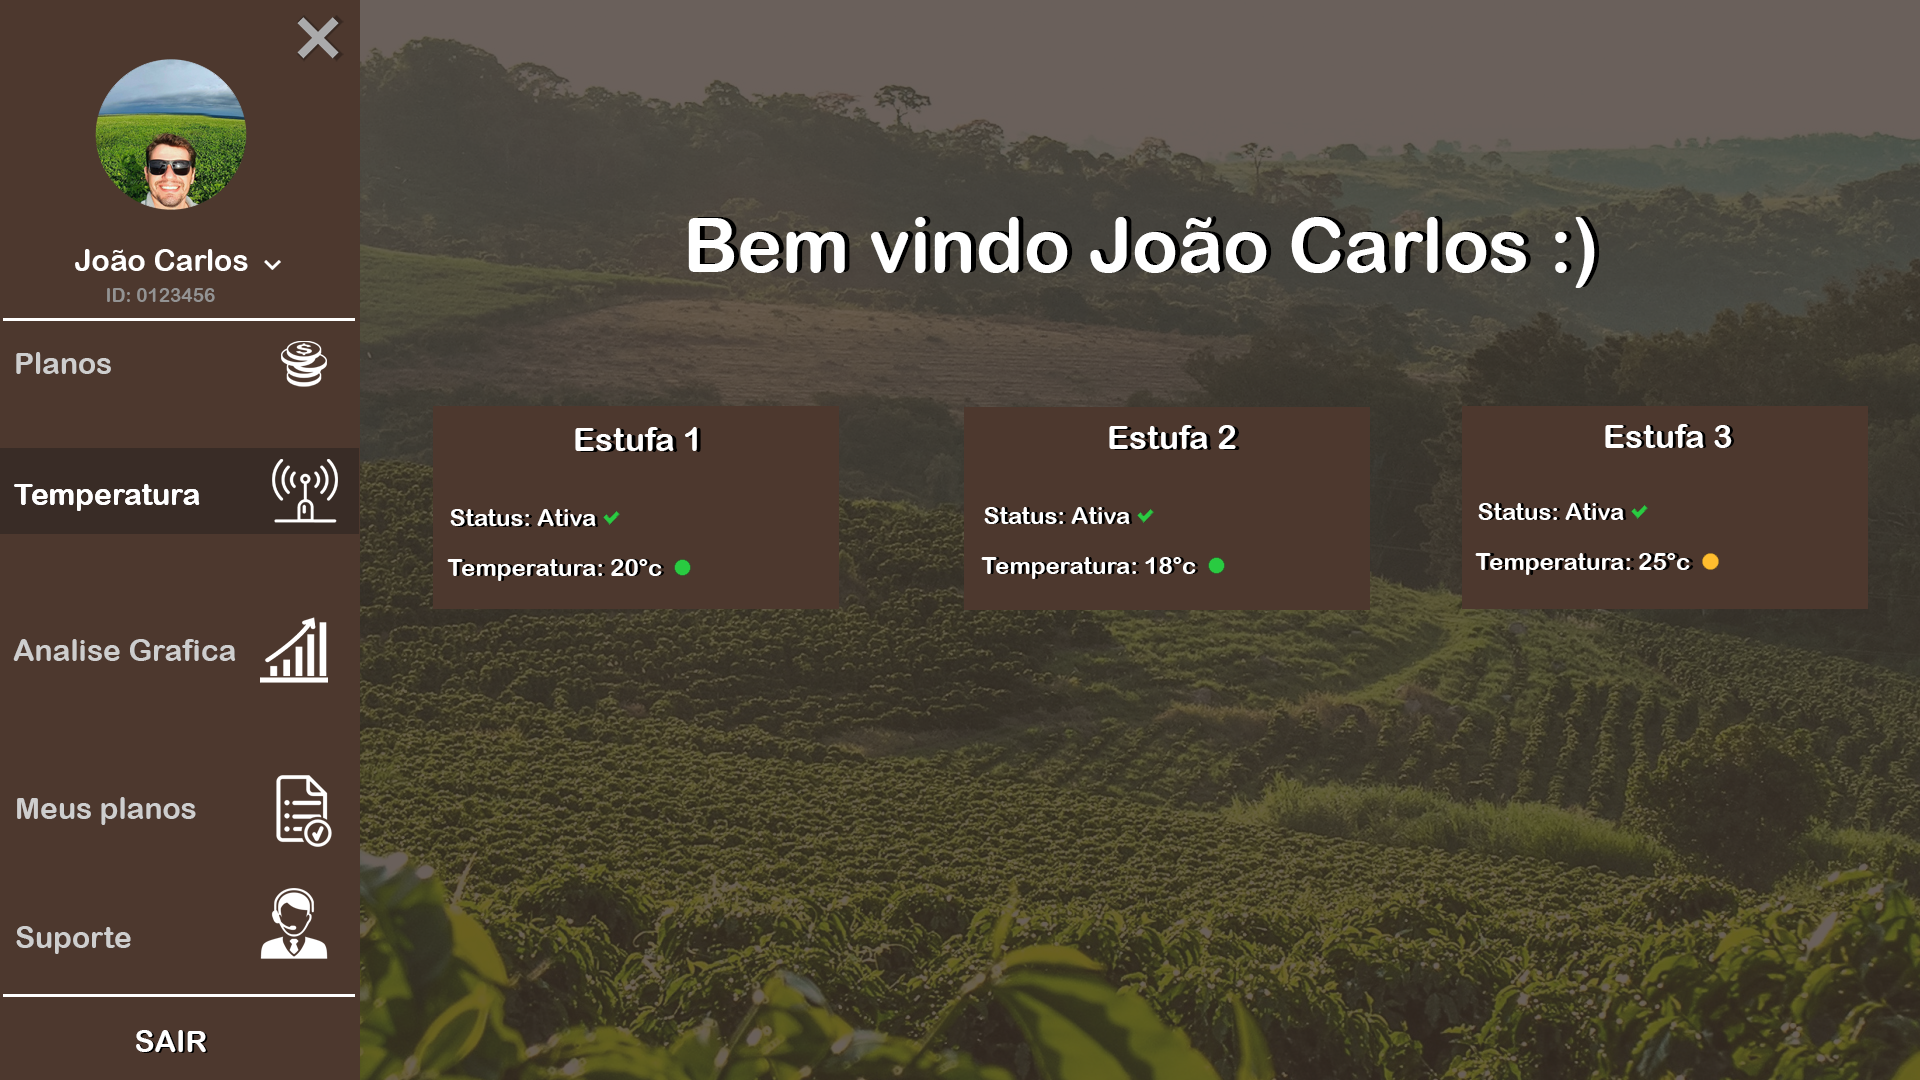 João Carlos
ID: 0123456
Planos
Temperatura
Analise Grafica
Meus planos
Suporte
SAIR
Bem vindo João Carlos :)
Estufa 1
Status: Ativa
Temperatura: 20°c
Estufa 2
Status: Ativa
Temperatura: 18°c
Estufa 3
Status: Ativa
Temperatura: 25°c